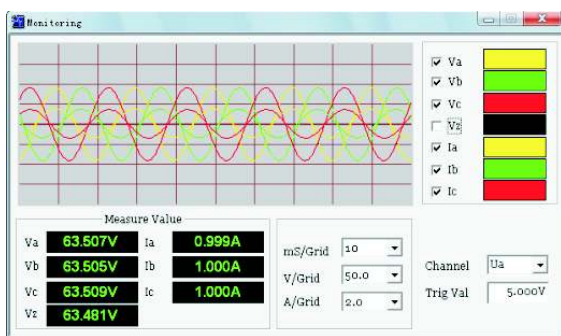 Monitoring
Va
Vb
Vc
Vz
Ia
Ib
Ic
Measure Value
Va 63.507V Ia 0.999A
Vb 63.505V Ib 1.000A
Vc 63.509V Ic 1.000A
Vz 63.481V
mS/Grid 10
V/Grid 50.0
A/Grid 2.0
Channel Ua
Trig Val 5.000V